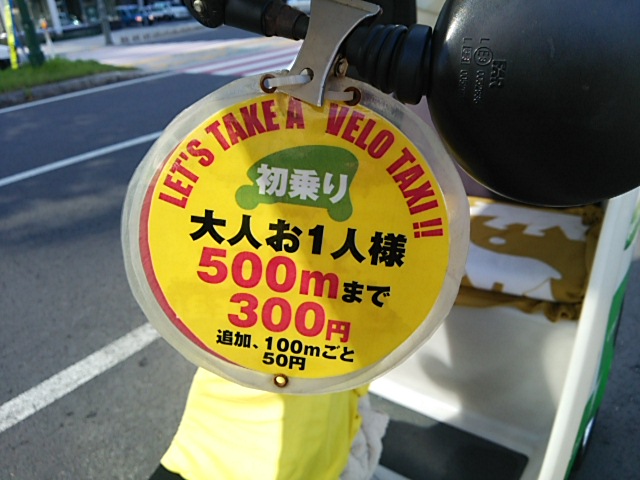 LET'S TAKE A VELO TAXI !!
初乗り
大人お1人様
500mまで
300円
追加、100mごと
50円